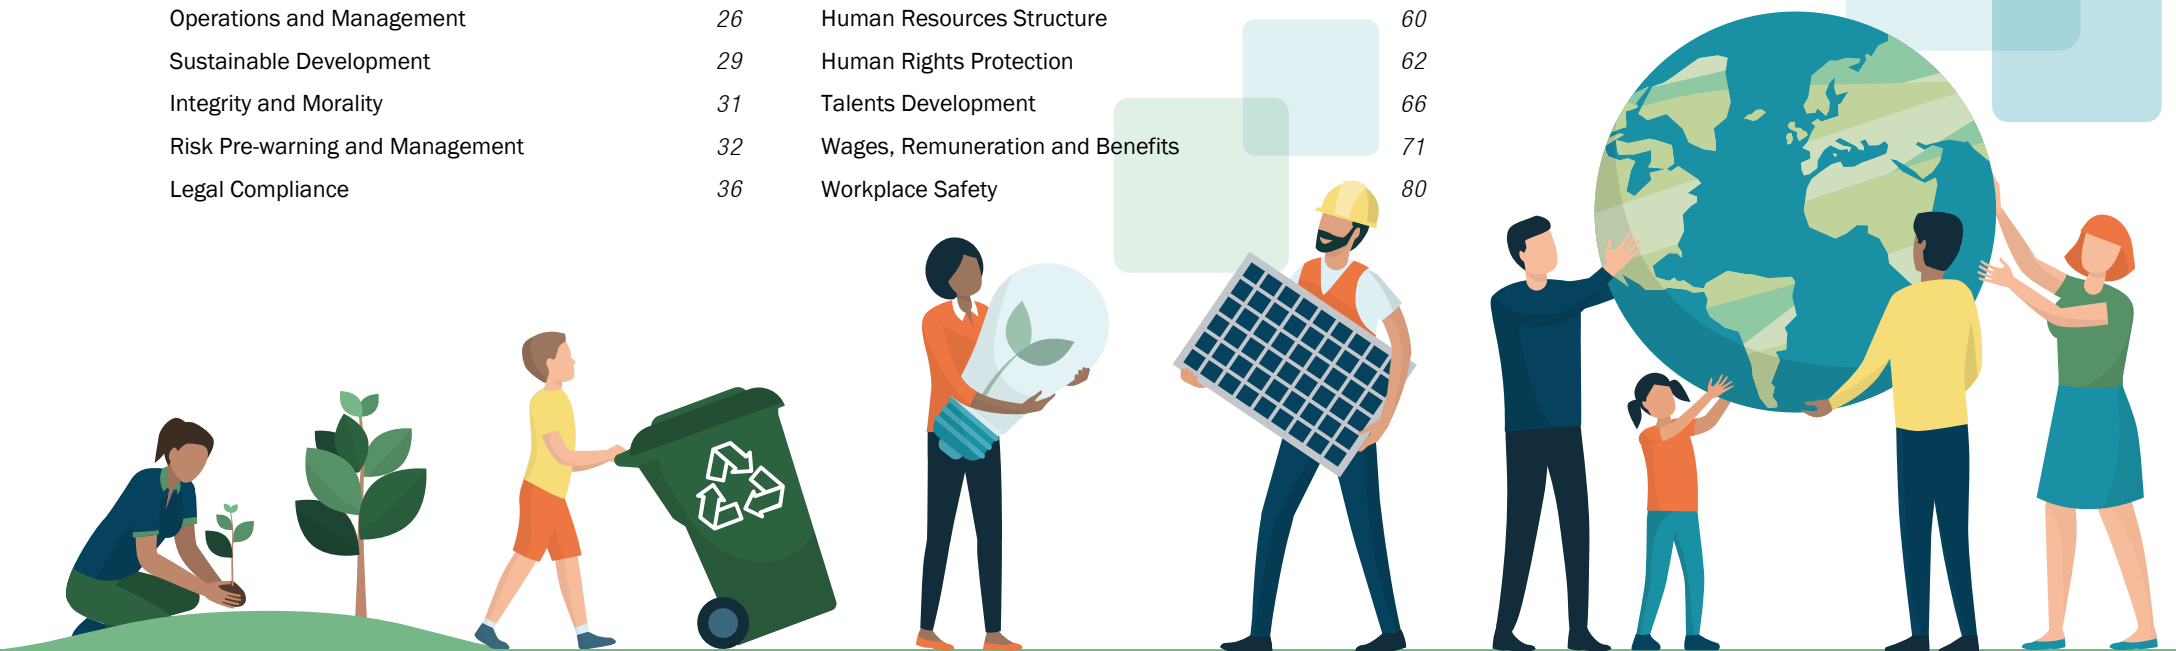 Operations and Management 26
Sustainable Development 29
Integrity and Morality 31
Risk Pre-warning and Management 32
Legal Compliance 36
Human Resources Structure 60
Human Rights Protection 62
Talents Development 66
Wages, Remuneration and Benefits 71
Workplace Safety 80